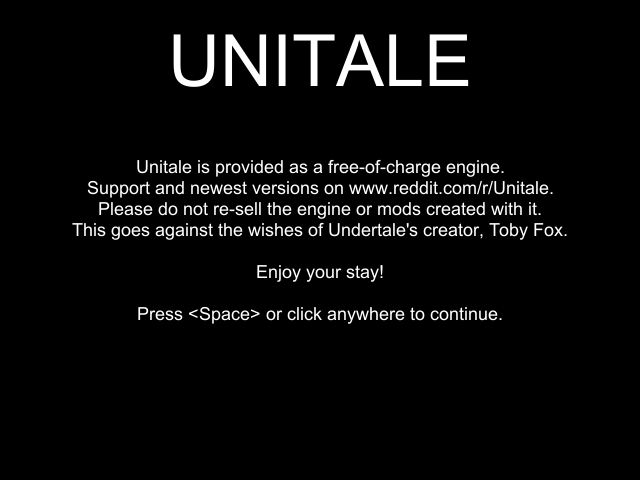 UNITALE
Unitale is provided as a free-of-charge engine.
Support and newest versions on www.reddit.com/r/Unitale.
Please do not re-sell the engine or mods created with it.
This goes against the wishes of Undertale's creator, Toby Fox.
Enjoy your stay!
Press <Space> or click anywhere to continue.